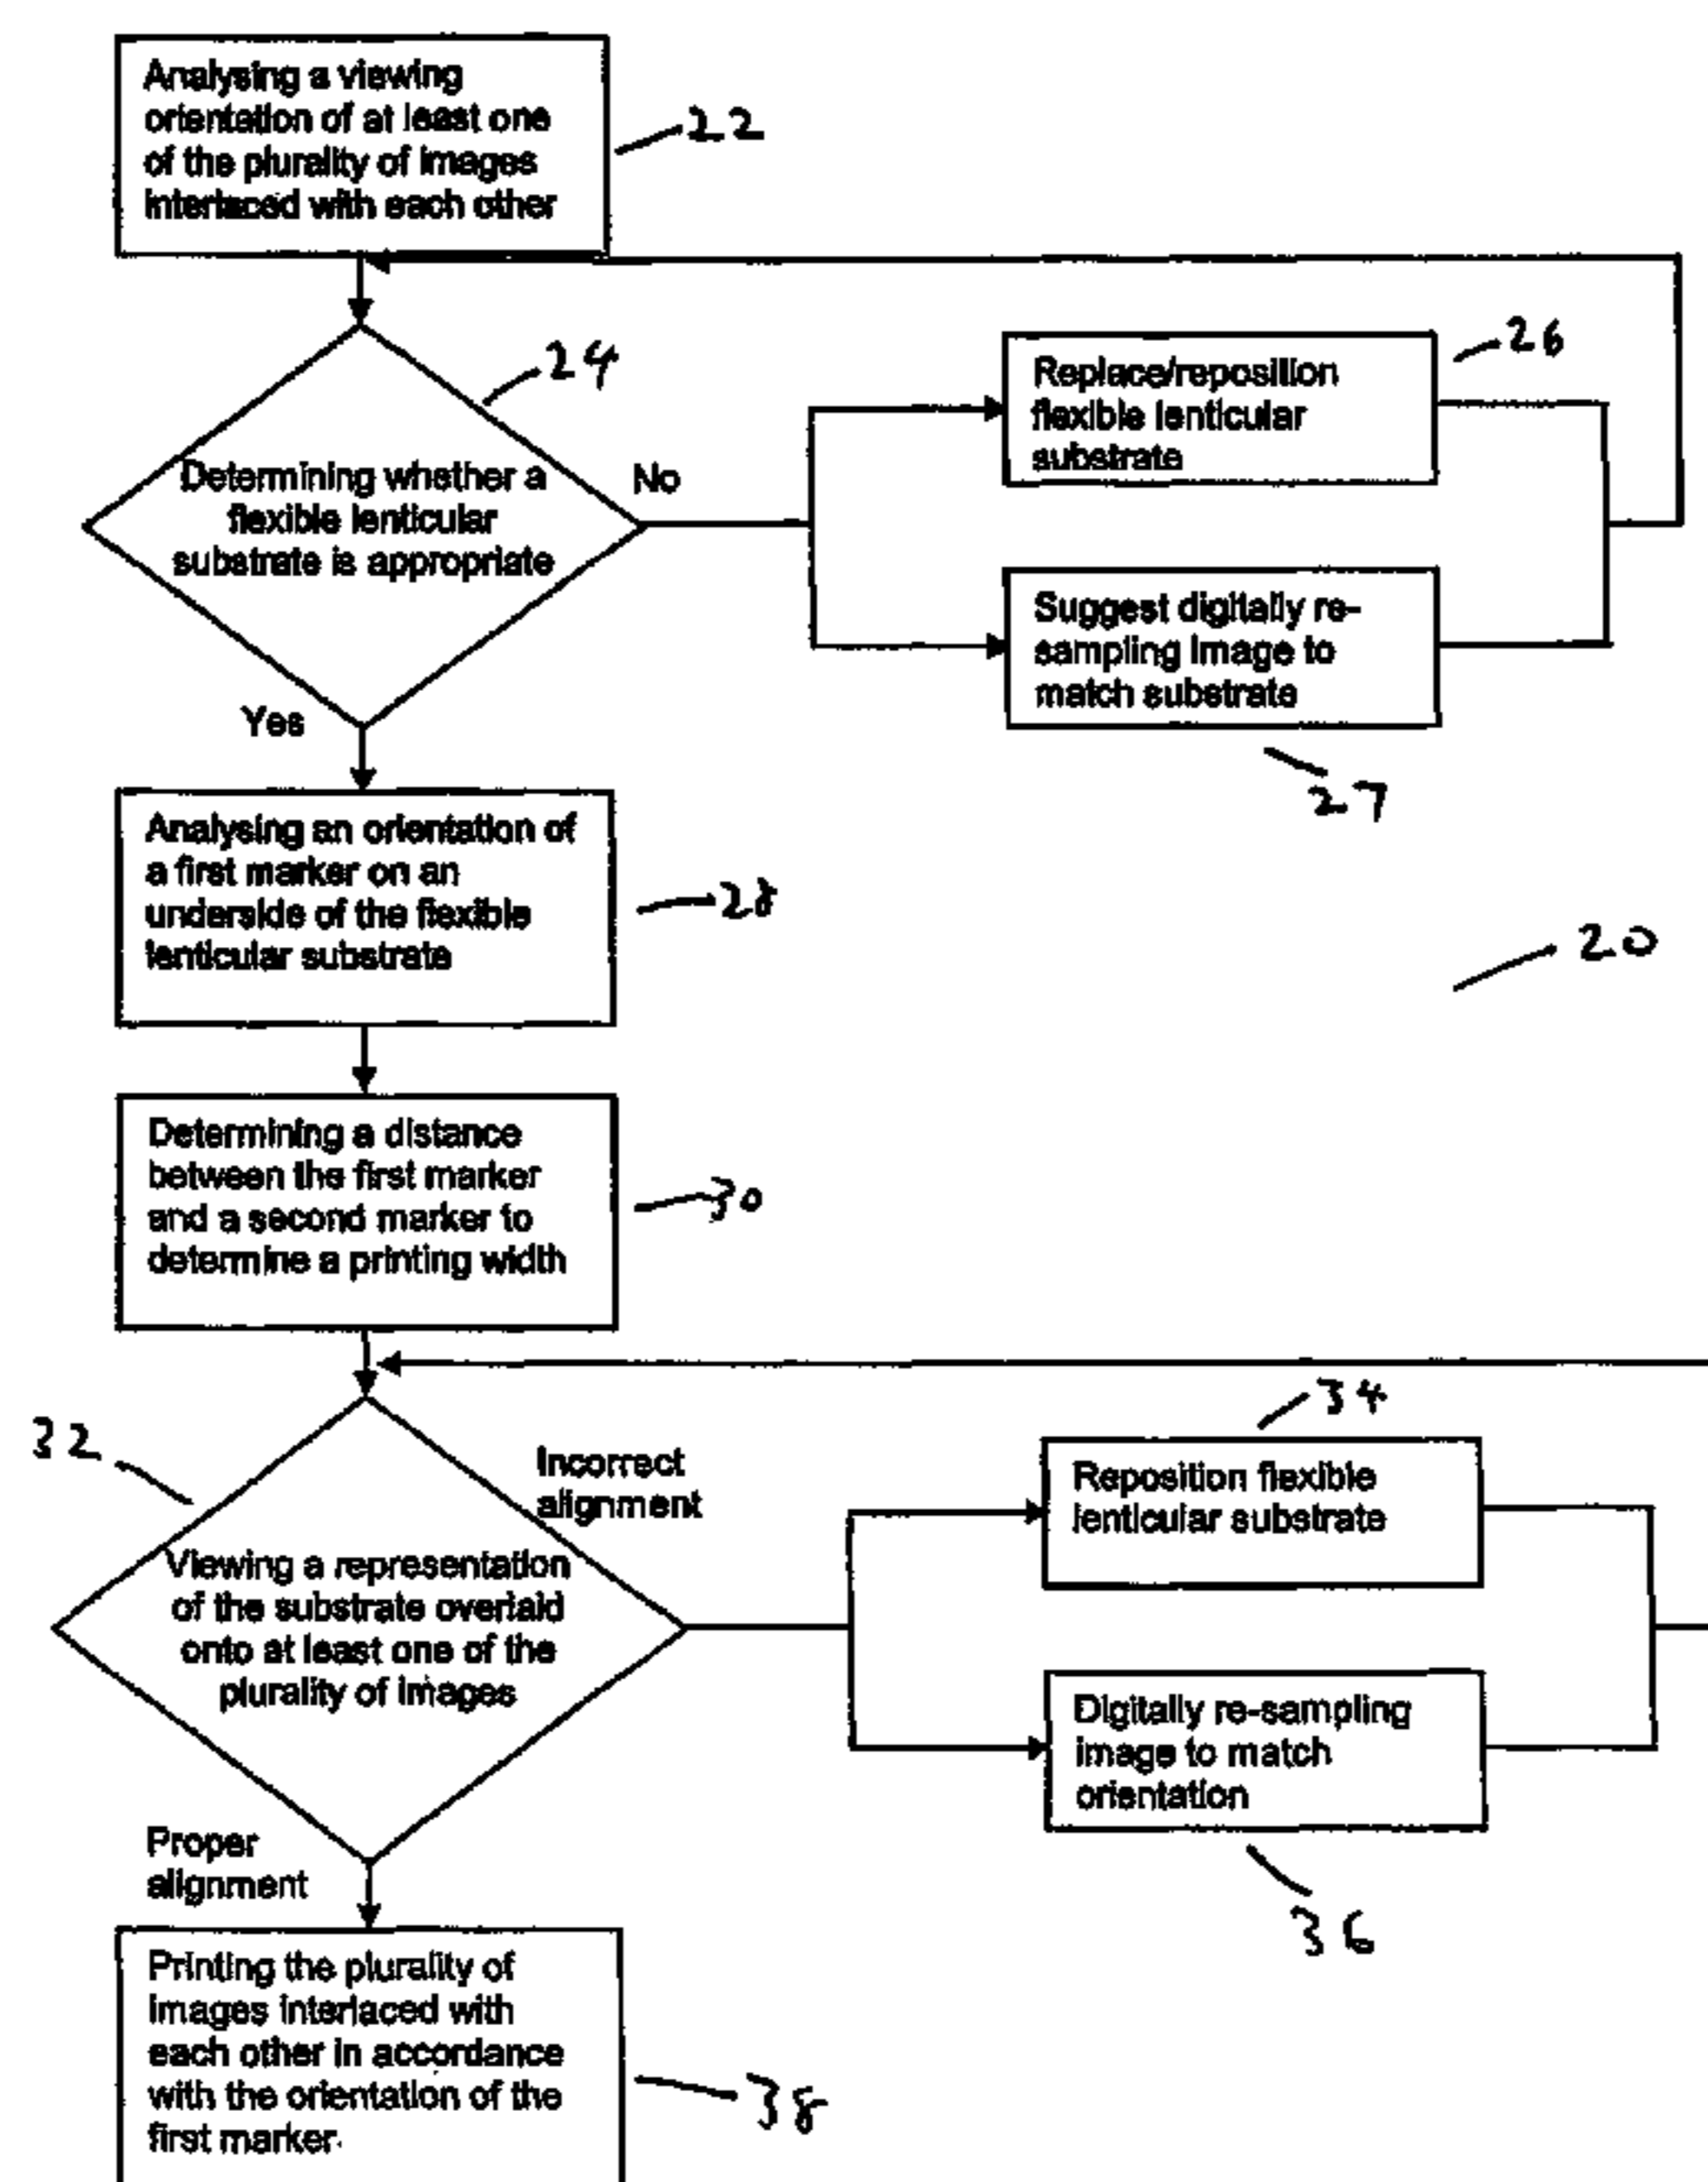 Analysing a viewing
orientation of at least one
of the plurality of images
interlaced with each other
22
24
Determining whether a
flexible lenticular
substrate is appropriate
No
Yes
26
Replace/reposition
flexible lenticular
substrate
Suggest digitally re-
sampling image to
match substrate
27
Analysing an orientation of
a first marker on an
underside of the flexible
lenticular substrate
28
20
Determining a distance
between the first marker
and a second marker to
determine a printing width
30
32
Incorrect
alignment
Viewing a representation
of the substrate overlaid
onto at least one of the
plurality of images
34
Reposition flexible
lenticular substrate
Digitally re-sampling
image to match
orientation
36
Proper
alignment
Printing the plurality of
images interlaced with
each other in accordance
with the orientation of the
first marker.
38